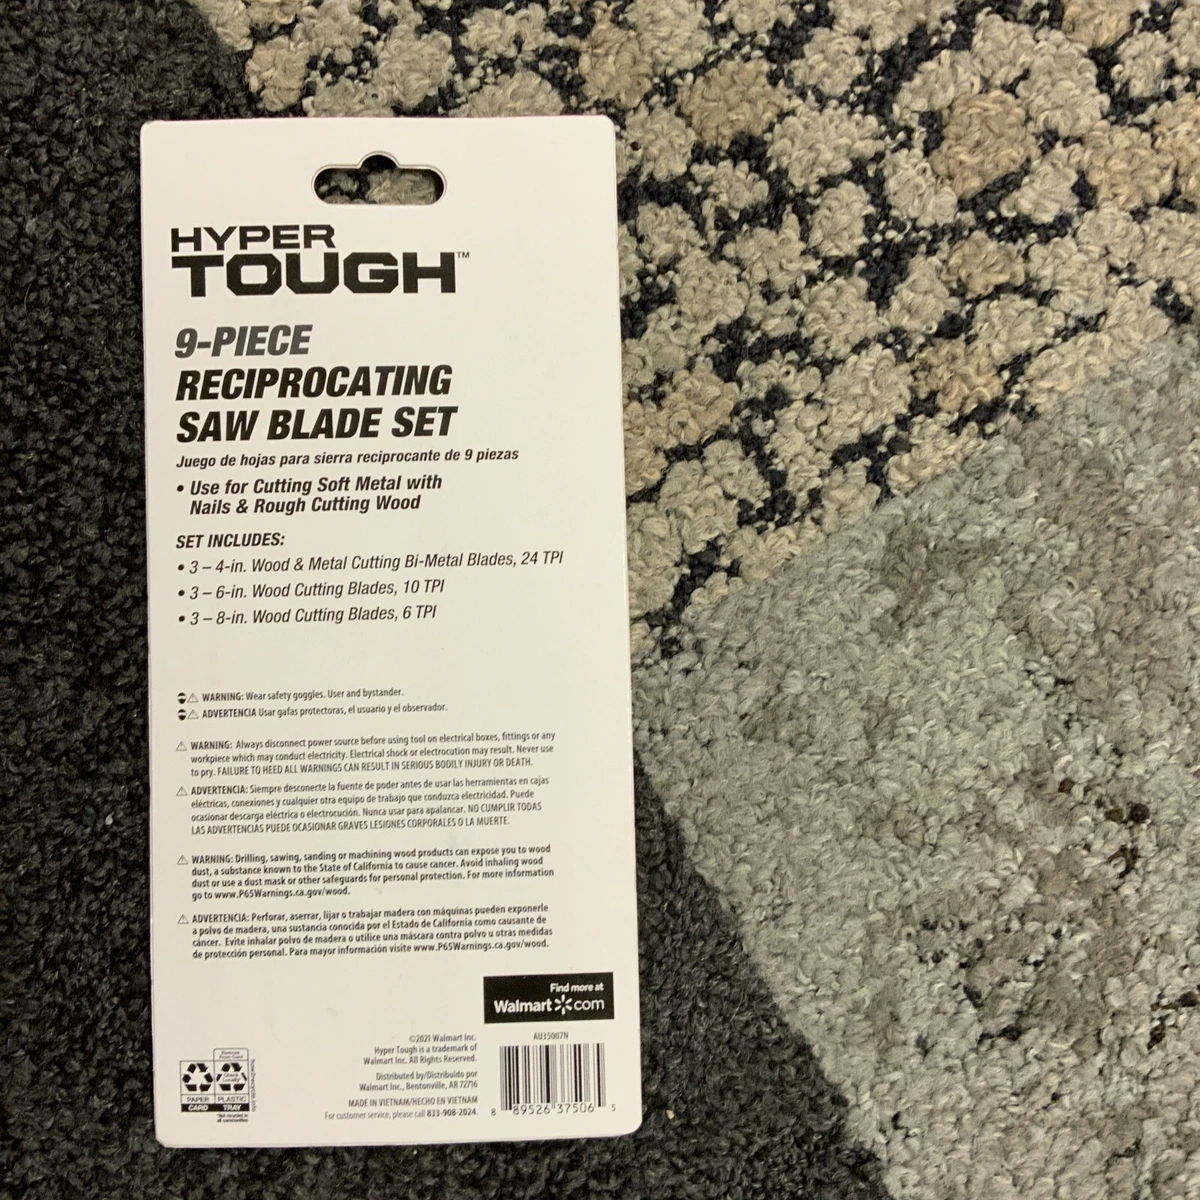 HYPER
TOUGH™
9-PIECE
RECIPROCATING
SAW BLADE SET
Juego de hojas para sierra reciprocante de 9 piezas
• Use for Cutting Soft Metal with
Nails & Rough Cutting Wood
SET INCLUDES:
• 3 – 4-in. Wood & Metal Cutting Bi-Metal Blades, 24 TPI
• 3 – 6-in. Wood Cutting Blades, 10 TPI
• 3 – 8-in. Wood Cutting Blades, 6 TPI
WARNING: Wear safety goggles. User and bystander.
ADVERTENCIA Usar gafas protectoras, el usuario y el observador.
WARNING: Always disconnect power source before using tool on electrical boxes, fittings or any
workpiece which may conduct electricity. Electrical shock or electrocution may result. Never use
to pry. FAILURE TO HEED ALL WARNINGS CAN RESULT IN SERIOUS BODILY INJURY OR DEATH.
ADVERTENCIA: Siempre desconecte la fuente de poder antes de usar las herramientas en cajas
eléctricas, conexiones y cualquier otra equipo de trabajo que conduzca electricidad. Puede
ocasionar descarga eléctrica o electrocución. Nunca usar para apalancar. NO CUMPLIR TODAS
LAS ADVERTENCIAS PUEDE OCASIONAR GRAVES LESIONES CORPORALES O LA MUERTE.
WARNING: Drilling, sawing, sanding or machining wood products can expose you to wood
dust, a substance known to the State of California to cause cancer. Avoid inhaling wood
dust or use a dust mask or other safeguards for personal protection. For more information
go to www.P65Warnings.ca.gov/wood.
ADVERTENCIA: Perforar, aserrar, lijar o trabajar madera con máquinas pueden exponerle
a polvo de madera, una sustancia conocida por el Estado de California como causante de
cáncer. Evite inhalar polvo de madera o utilice una máscara contra polvo u otras medidas
de protección personal. Para mayor información visite www.P65Warnings.ca.gov/wood.
Find more at
Walmart com
©2021 Walmart Inc.
Hyper Tough is a trademark of
Walmart Inc. All Rights Reserved.
Distributed by/Distribuido por
Walmart Inc., Bentonville, AR 72716
MADE IN VIETNAM/HECHO EN VIETNAM
For customer service, please call 833-908-2024.
AU35007N
8 89526 37506 5
PAPER
CARD
PLASTIC
TRAY
how2recycle.info